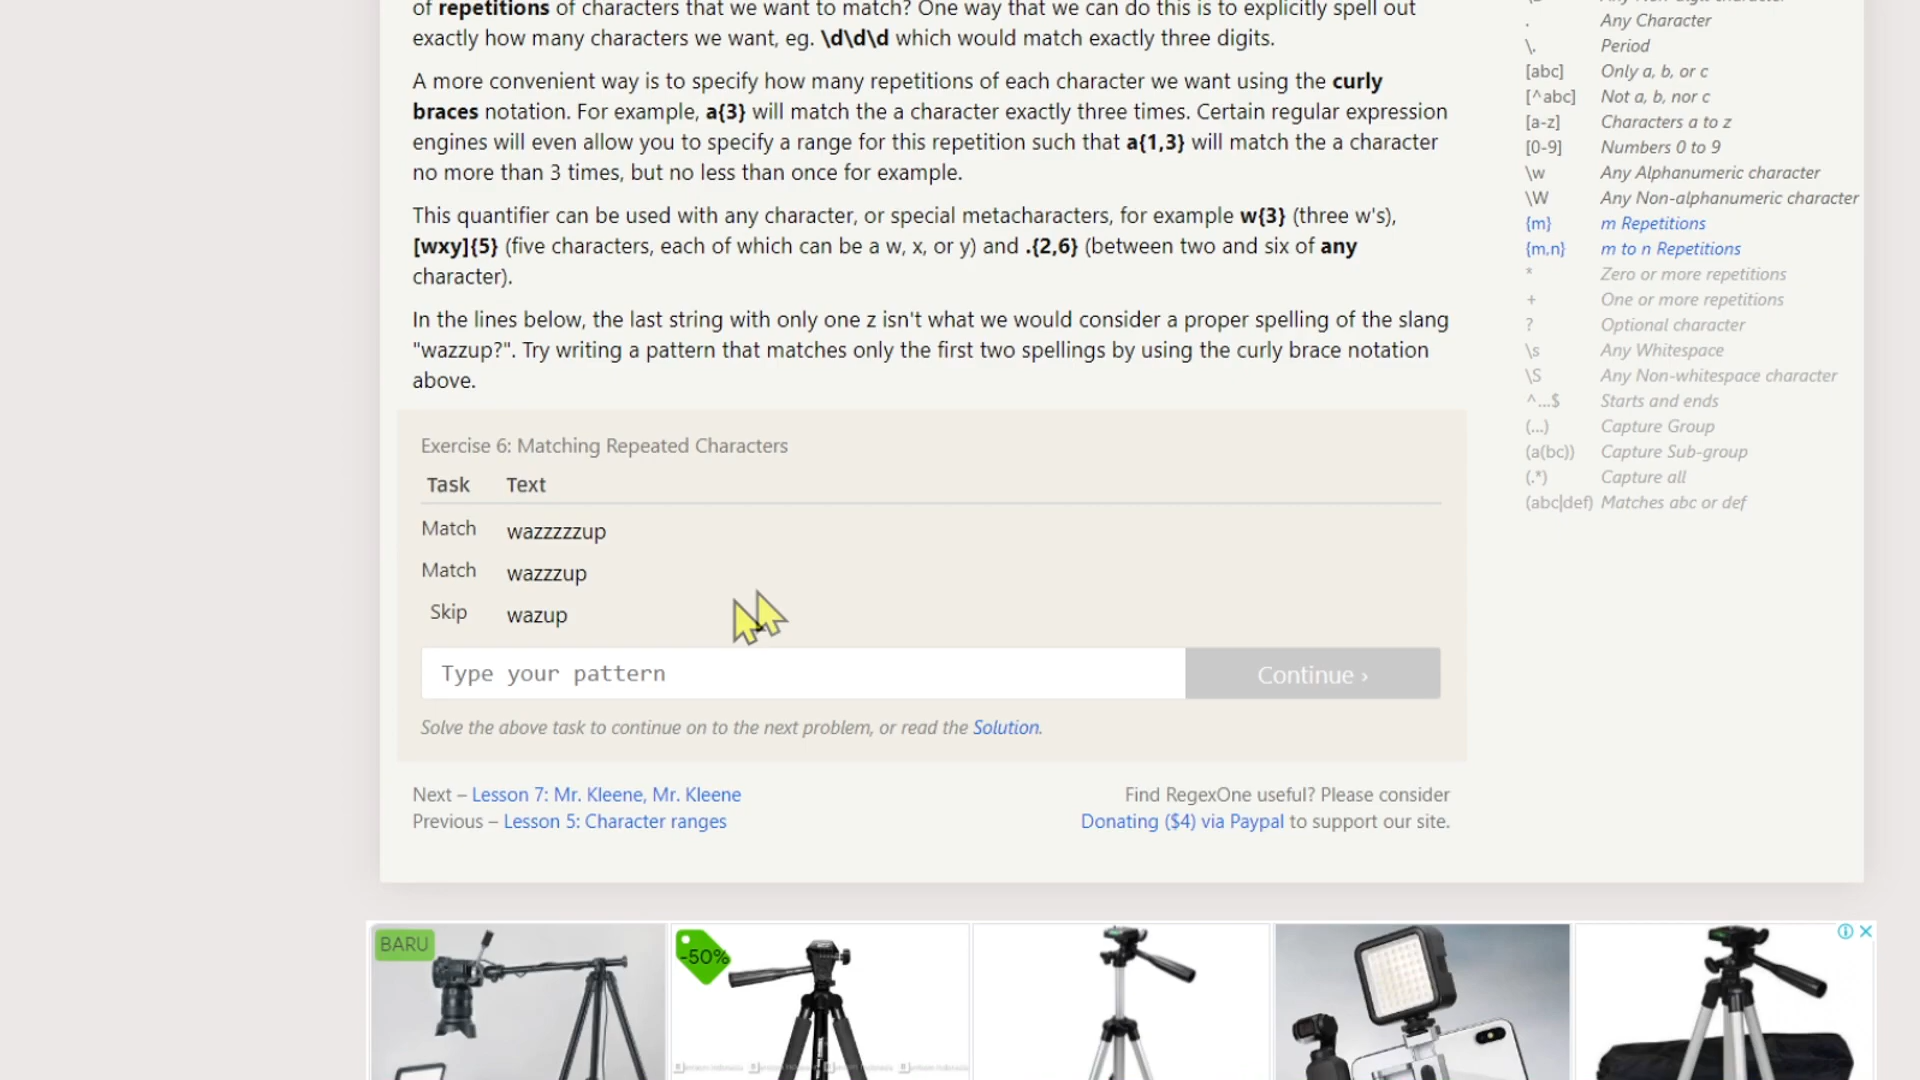 of repetitions of characters that we want to match? One way that we can do this is to explicitly spell out
exactly how many characters we want, eg. \d\d\d which would match exactly three digits.
A more convenient way is to specify how many repetitions of each character we want using the curly
braces notation. For example, a{3} will match the a character exactly three times. Certain regular expression
engines will even allow you to specify a range for this repetition such that a{1,3} will match the a character
no more than 3 times, but no less than once for example.
This quantifier can be used with any character, or special metacharacters, for example w{3} (three w's),
[wxy]{5} (five characters, each of which can be a w, x, or y) and .{2,6} (between two and six of any
character).
In the lines below, the last string with only one z isn't what we would consider a proper spelling of the slang
"wazzup?". Try writing a pattern that matches only the first two spellings by using the curly brace notation
above.
Exercise 6: Matching Repeated Characters
Task Text
Match wazzzzzup
Match wazzzup
Skip wazup
Type your pattern
Continue ›
Solve the above task to continue on to the next problem, or read the Solution.
Next – Lesson 7: Mr. Kleene, Mr. Kleene
Previous – Lesson 5: Character ranges
Find RegexOne useful? Please consider
Donating ($4) via Paypal to support our site.
. Any Character
\. Period
[abc] Only a, b, or c
[^abc] Not a, b, nor c
[a-z] Characters a to z
[0-9] Numbers 0 to 9
\w Any Alphanumeric character
\W Any Non-alphanumeric character
{m} m Repetitions
{m,n} m to n Repetitions
* Zero or more repetitions
+ One or more repetitions
? Optional character
\s Any Whitespace
\S Any Non-whitespace character
^...$ Starts and ends
(...) Capture Group
(a(bc)) Capture Sub-group
(.*) Capture all
(abc|def) Matches abc or def
BARU
-50%